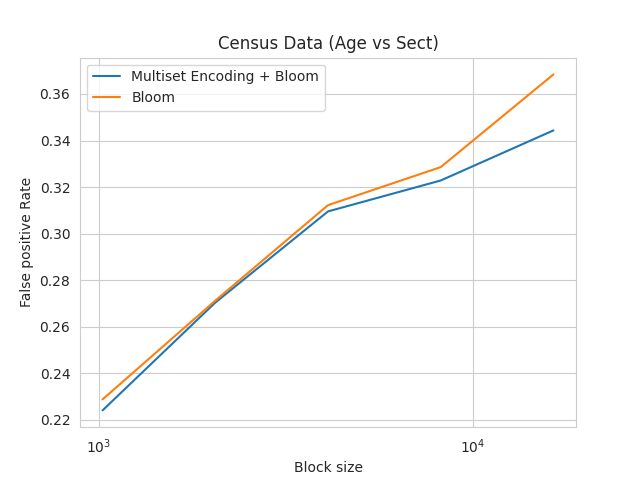 Census Data (Age vs Sect)
Multiset Encoding + Bloom
Bloom
False positive Rate
0.36
0.34
0.32
0.30
0.28
0.26
0.24
0.22
10³
10⁴
Block size